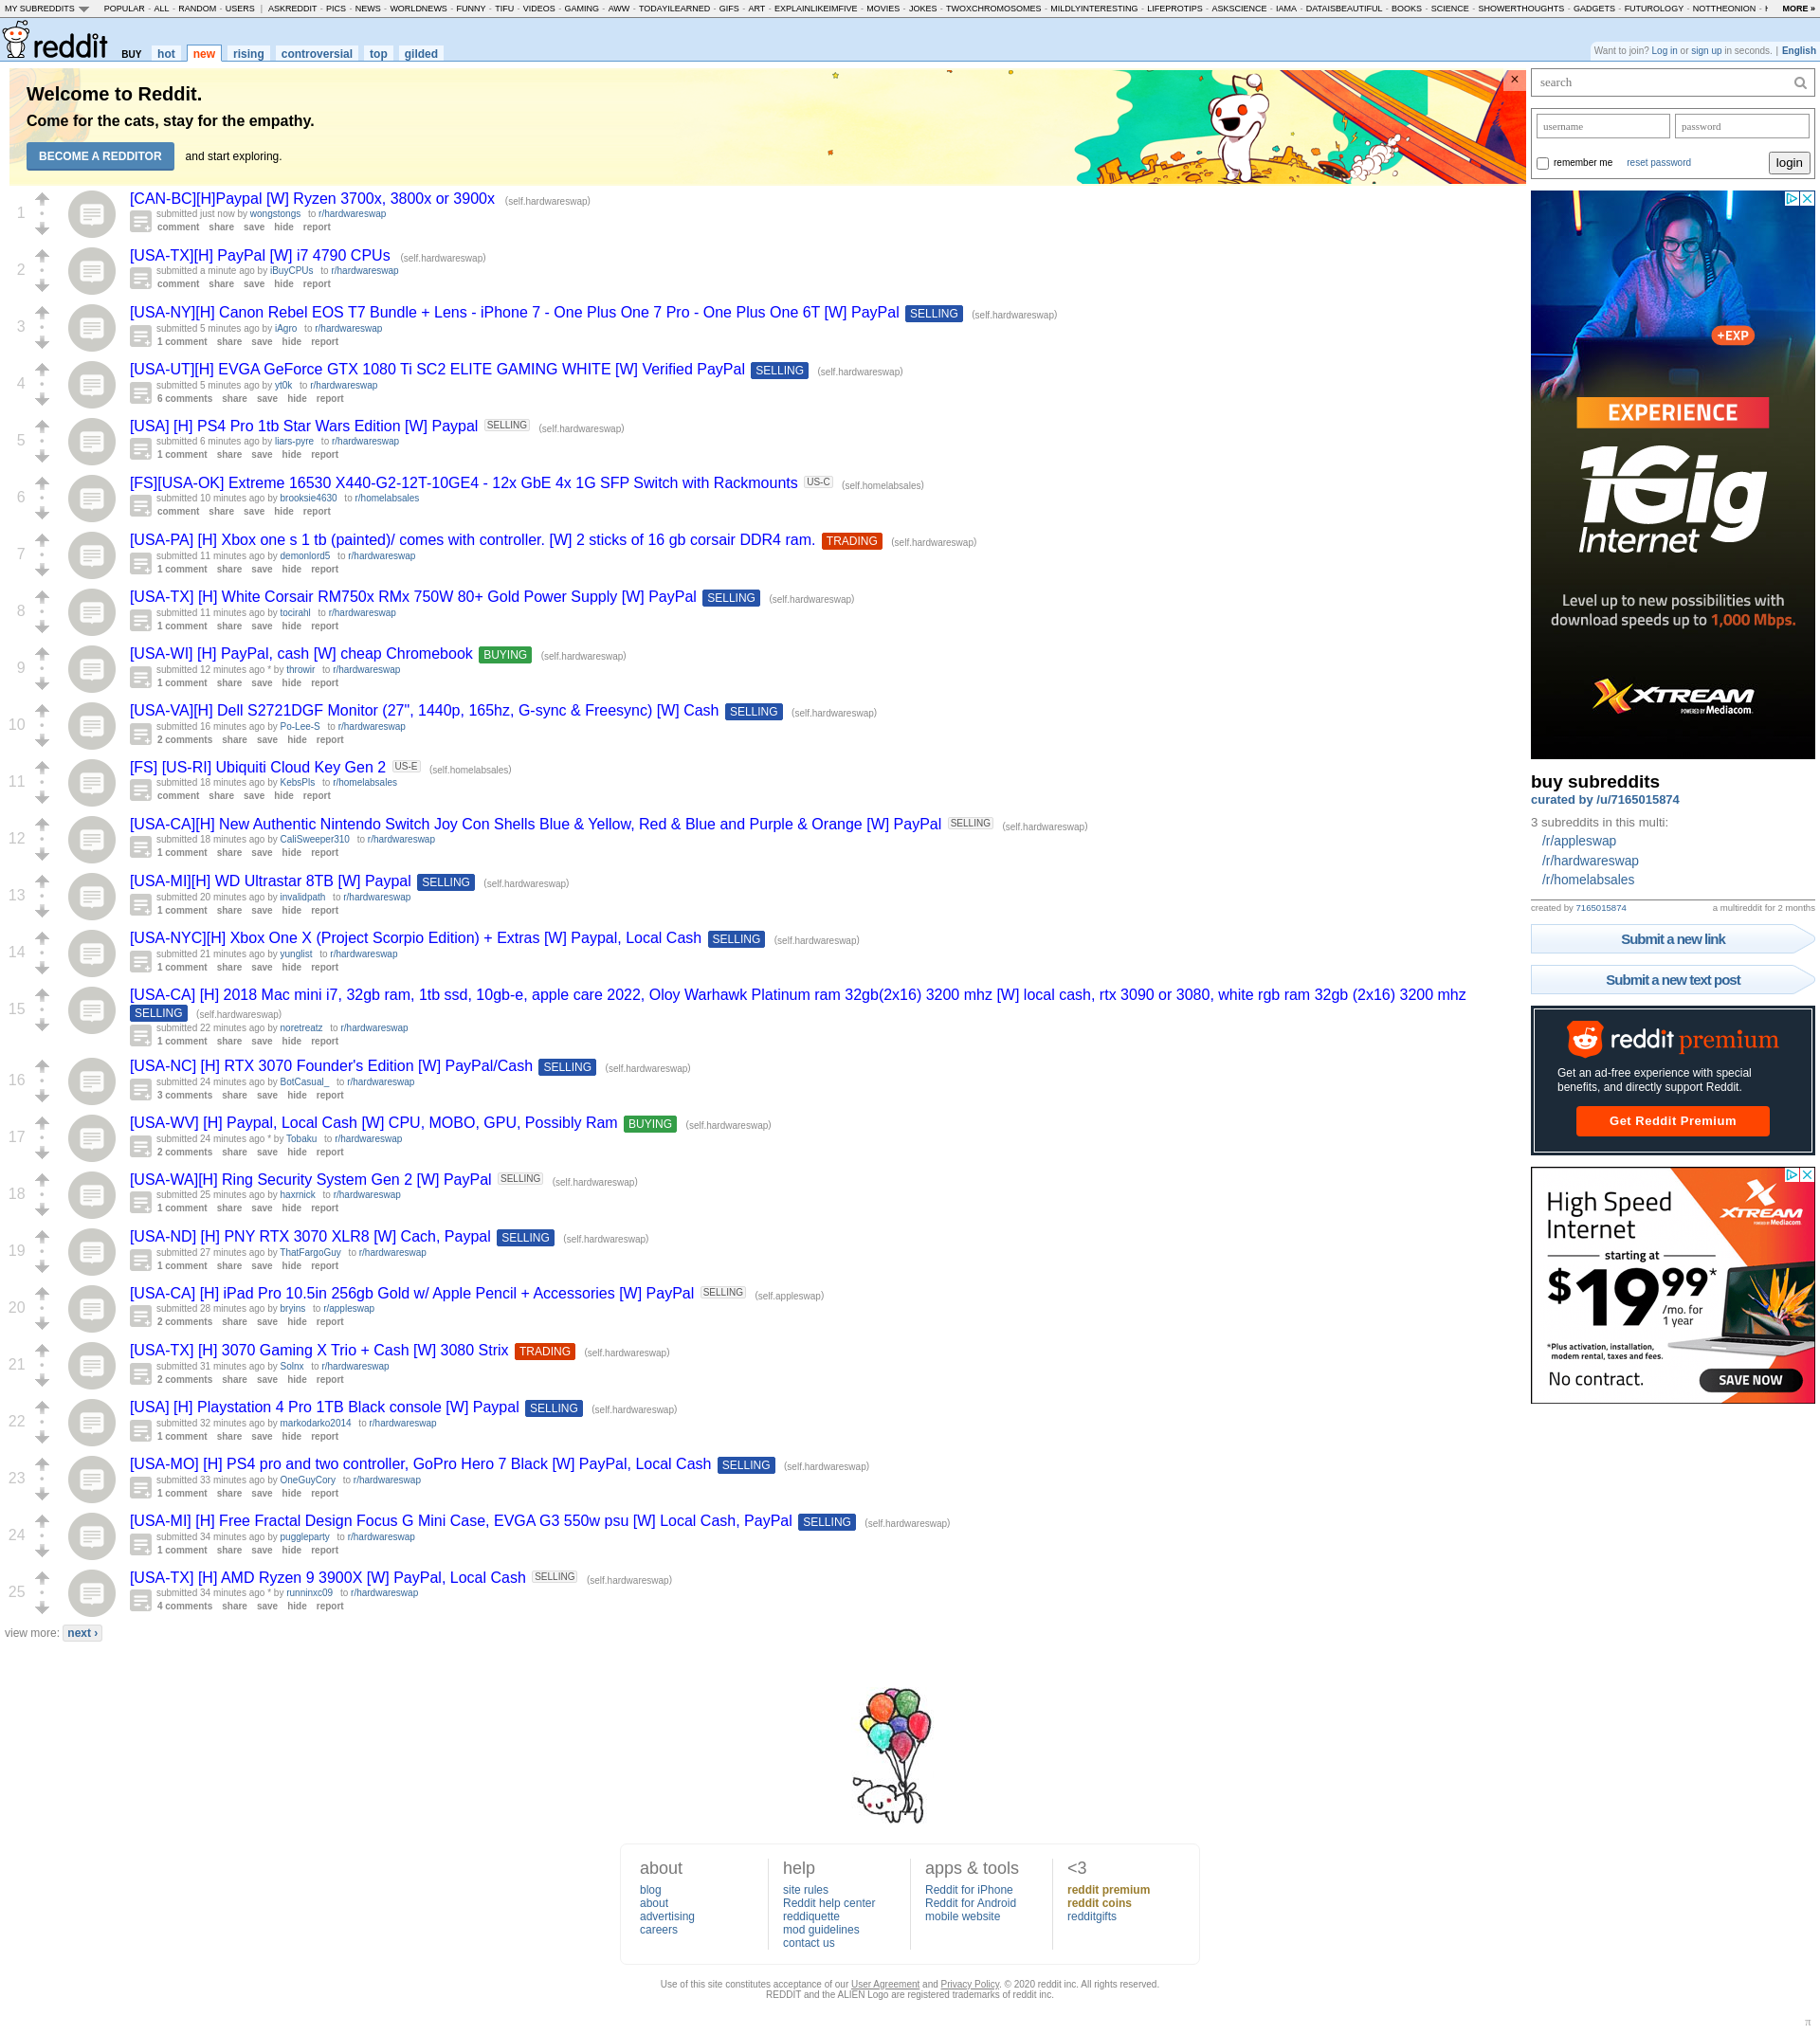 MY SUBREDDITS POPULAR - ALL - RANDOM - USERS | ASKREDDIT - PICS - NEWS - WORLDNEWS - FUNNY - TIFU - VIDEOS - GAMING - AWW - TODAYILEARNED - GIFS - ART - EXPLAINLIKEIMFIVE - MOVIES - JOKES - TWOXCHROMOSOMES - MILDLYINTERESTING - LIFEPROTIPS - ASKSCIENCE - IAMA - DATAISBEAUTIFUL - BOOKS - SCIENCE - SHOWERTHOUGHTS - GADGETS - FUTUROLOGY - NOTTHEONION - MORE »
reddit BUY hot new rising controversial top gilded
Want to join? Log in or sign up in seconds. | English
Welcome to Reddit.
Come for the cats, stay for the empathy.
BECOME A REDDITOR and start exploring.
×
1
[CAN-BC][H]Paypal [W] Ryzen 3700x, 3800x or 3900x (self.hardwareswap)
submitted just now by wongstongs to r/hardwareswap
comment share save hide report
2
[USA-TX][H] PayPal [W] i7 4790 CPUs (self.hardwareswap)
submitted a minute ago by iBuyCPUs to r/hardwareswap
comment share save hide report
3
[USA-NY][H] Canon Rebel EOS T7 Bundle + Lens - iPhone 7 - One Plus One 7 Pro - One Plus One 6T [W] PayPal SELLING (self.hardwareswap)
submitted 5 minutes ago by iAgro to r/hardwareswap
1 comment share save hide report
4
[USA-UT][H] EVGA GeForce GTX 1080 Ti SC2 ELITE GAMING WHITE [W] Verified PayPal SELLING (self.hardwareswap)
submitted 5 minutes ago by yt0k to r/hardwareswap
6 comments share save hide report
5
[USA] [H] PS4 Pro 1tb Star Wars Edition [W] Paypal SELLING (self.hardwareswap)
submitted 6 minutes ago by liars-pyre to r/hardwareswap
1 comment share save hide report
6
[FS][USA-OK] Extreme 16530 X440-G2-12T-10GE4 - 12x GbE 4x 1G SFP Switch with Rackmounts US-C (self.homelabsales)
submitted 10 minutes ago by brooksie4630 to r/homelabsales
comment share save hide report
7
[USA-PA] [H] Xbox one s 1 tb (painted)/ comes with controller. [W] 2 sticks of 16 gb corsair DDR4 ram. TRADING (self.hardwareswap)
submitted 11 minutes ago by demonlord5 to r/hardwareswap
1 comment share save hide report
8
[USA-TX] [H] White Corsair RM750x RMx 750W 80+ Gold Power Supply [W] PayPal SELLING (self.hardwareswap)
submitted 11 minutes ago by tocirahl to r/hardwareswap
1 comment share save hide report
9
[USA-WI] [H] PayPal, cash [W] cheap Chromebook BUYING (self.hardwareswap)
submitted 12 minutes ago * by throwir to r/hardwareswap
1 comment share save hide report
10
[USA-VA][H] Dell S2721DGF Monitor (27", 1440p, 165hz, G-sync & Freesync) [W] Cash SELLING (self.hardwareswap)
submitted 16 minutes ago by Po-Lee-S to r/hardwareswap
2 comments share save hide report
11
[FS] [US-RI] Ubiquiti Cloud Key Gen 2 US-E (self.homelabsales)
submitted 18 minutes ago by KebsPls to r/homelabsales
comment share save hide report
12
[USA-CA][H] New Authentic Nintendo Switch Joy Con Shells Blue & Yellow, Red & Blue and Purple & Orange [W] PayPal SELLING (self.hardwareswap)
submitted 18 minutes ago by CaliSweeper310 to r/hardwareswap
1 comment share save hide report
13
[USA-MI][H] WD Ultrastar 8TB [W] Paypal SELLING (self.hardwareswap)
submitted 20 minutes ago by invalidpath to r/hardwareswap
1 comment share save hide report
14
[USA-NYC][H] Xbox One X (Project Scorpio Edition) + Extras [W] Paypal, Local Cash SELLING (self.hardwareswap)
submitted 21 minutes ago by yunglist to r/hardwareswap
1 comment share save hide report
15
[USA-CA] [H] 2018 Mac mini i7, 32gb ram, 1tb ssd, 10gb-e, apple care 2022, Oloy Warhawk Platinum ram 32gb(2x16) 3200 mhz [W] local cash, rtx 3090 or 3080, white rgb ram 32gb (2x16) 3200 mhz
SELLING (self.hardwareswap)
submitted 22 minutes ago by noretreatz to r/hardwareswap
1 comment share save hide report
16
[USA-NC] [H] RTX 3070 Founder's Edition [W] PayPal/Cash SELLING (self.hardwareswap)
submitted 24 minutes ago by BotCasual_ to r/hardwareswap
3 comments share save hide report
17
[USA-WV] [H] Paypal, Local Cash [W] CPU, MOBO, GPU, Possibly Ram BUYING (self.hardwareswap)
submitted 24 minutes ago * by Tobaku to r/hardwareswap
2 comments share save hide report
18
[USA-WA][H] Ring Security System Gen 2 [W] PayPal SELLING (self.hardwareswap)
submitted 25 minutes ago by haxrnick to r/hardwareswap
1 comment share save hide report
19
[USA-ND] [H] PNY RTX 3070 XLR8 [W] Cach, Paypal SELLING (self.hardwareswap)
submitted 27 minutes ago by ThatFargoGuy to r/hardwareswap
1 comment share save hide report
20
[USA-CA] [H] iPad Pro 10.5in 256gb Gold w/ Apple Pencil + Accessories [W] PayPal SELLING (self.appleswap)
submitted 28 minutes ago by bryins to r/appleswap
2 comments share save hide report
21
[USA-TX] [H] 3070 Gaming X Trio + Cash [W] 3080 Strix TRADING (self.hardwareswap)
submitted 31 minutes ago by Solnx to r/hardwareswap
2 comments share save hide report
22
[USA] [H] Playstation 4 Pro 1TB Black console [W] Paypal SELLING (self.hardwareswap)
submitted 32 minutes ago by markodarko2014 to r/hardwareswap
1 comment share save hide report
23
[USA-MO] [H] PS4 pro and two controller, GoPro Hero 7 Black [W] PayPal, Local Cash SELLING (self.hardwareswap)
submitted 33 minutes ago by OneGuyCory to r/hardwareswap
1 comment share save hide report
24
[USA-MI] [H] Free Fractal Design Focus G Mini Case, EVGA G3 550w psu [W] Local Cash, PayPal SELLING (self.hardwareswap)
submitted 34 minutes ago by puggleparty to r/hardwareswap
1 comment share save hide report
25
[USA-TX] [H] AMD Ryzen 9 3900X [W] PayPal, Local Cash SELLING (self.hardwareswap)
submitted 34 minutes ago * by runninxc09 to r/hardwareswap
4 comments share save hide report
view more: next ›
search
username password
remember me reset password login
+EXP
EXPERIENCE
1Gig
Internet
Level up to new possibilities with
download speeds up to 1,000 Mbps.
XTREAM
POWERED BY Mediacom
buy subreddits
curated by /u/7165015874
3 subreddits in this multi:
/r/appleswap
/r/hardwareswap
/r/homelabsales
created by 7165015874 a multireddit for 2 months
Submit a new link
Submit a new text post
reddit premium
Get an ad-free experience with special
benefits, and directly support Reddit.
Get Reddit Premium
High Speed
Internet
XTREAM
POWERED BY Mediacom
starting at
$19.99*
/mo. for
1 year
*Plus activation, installation,
modem rental, taxes and fees.
No contract. SAVE NOW
about
blog
about
advertising
careers
help
site rules
Reddit help center
reddiquette
mod guidelines
contact us
apps & tools
Reddit for iPhone
Reddit for Android
mobile website
<3
reddit premium
reddit coins
redditgifts
Use of this site constitutes acceptance of our User Agreement and Privacy Policy. © 2020 reddit inc. All rights reserved.
REDDIT and the ALIEN Logo are registered trademarks of reddit inc.
π